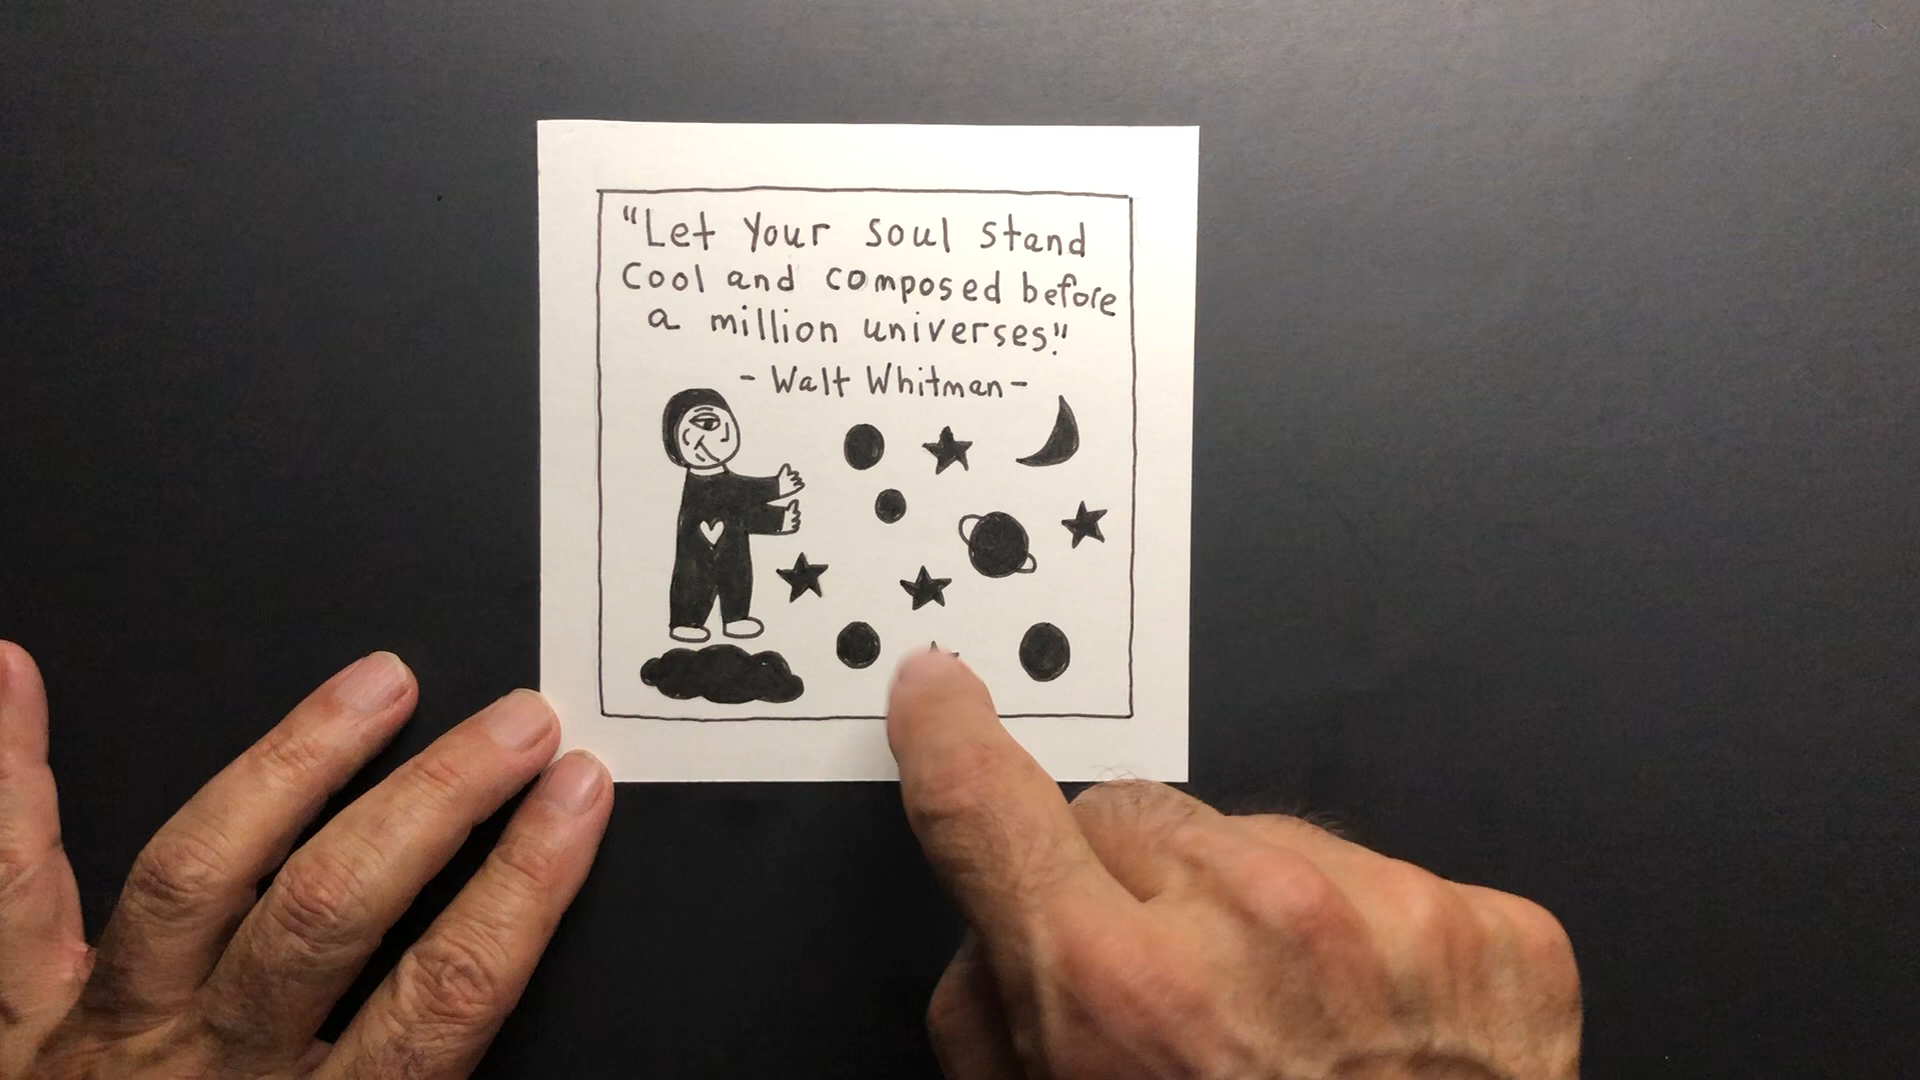 "Let Your soul stand
Cool and composed before
a million universes."
- Walt Whitman -